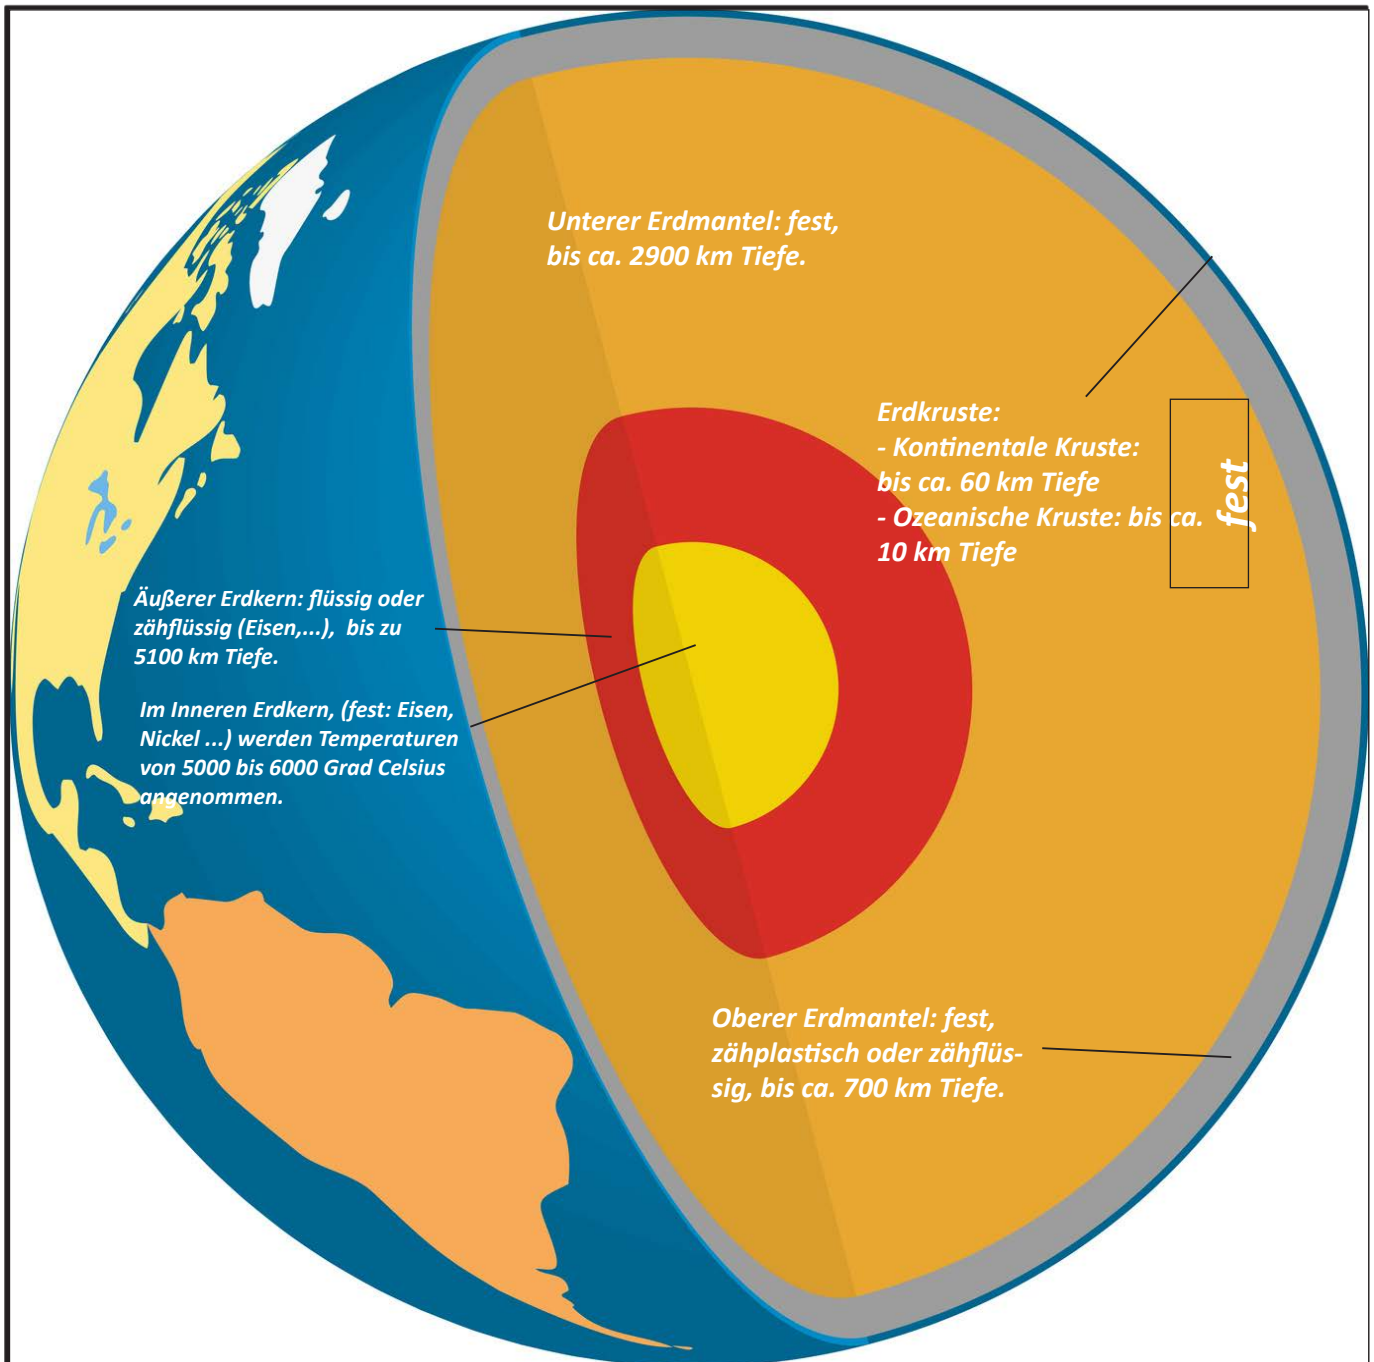 Unterer Erdmantel: fest,
bis ca. 2900 km Tiefe.
Erdkruste:
- Kontinentale Kruste:
bis ca. 60 km Tiefe
- Ozeanische Kruste: bis ca.
10 km Tiefe
fest
Äußerer Erdkern: flüssig oder
zähflüssig (Eisen,...), bis zu
5100 km Tiefe.
Im Inneren Erdkern, (fest: Eisen,
Nickel ...) werden Temperaturen
von 5000 bis 6000 Grad Celsius
angenommen.
Oberer Erdmantel: fest,
zähplastisch oder zähflüs-
sig, bis ca. 700 km Tiefe.